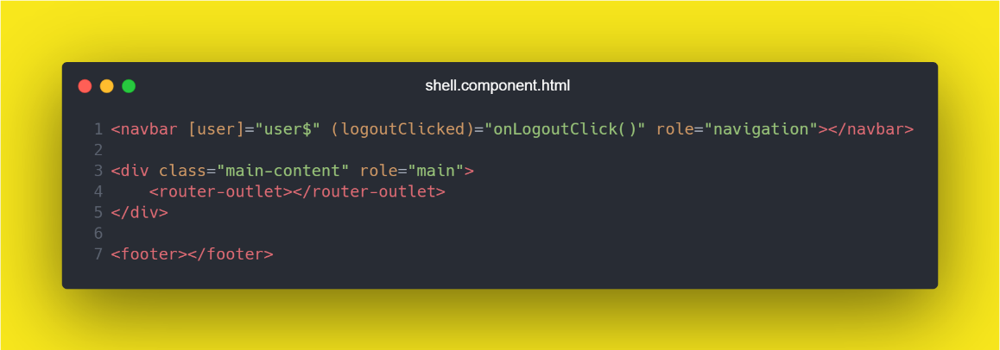 shell.component.html
1 <navbar [user]="user$" (logoutClicked)="onLogoutClick()" role="navigation"></navbar>
2
3 <div class="main-content" role="main">
4     <router-outlet></router-outlet>
5 </div>
6
7 <footer></footer>